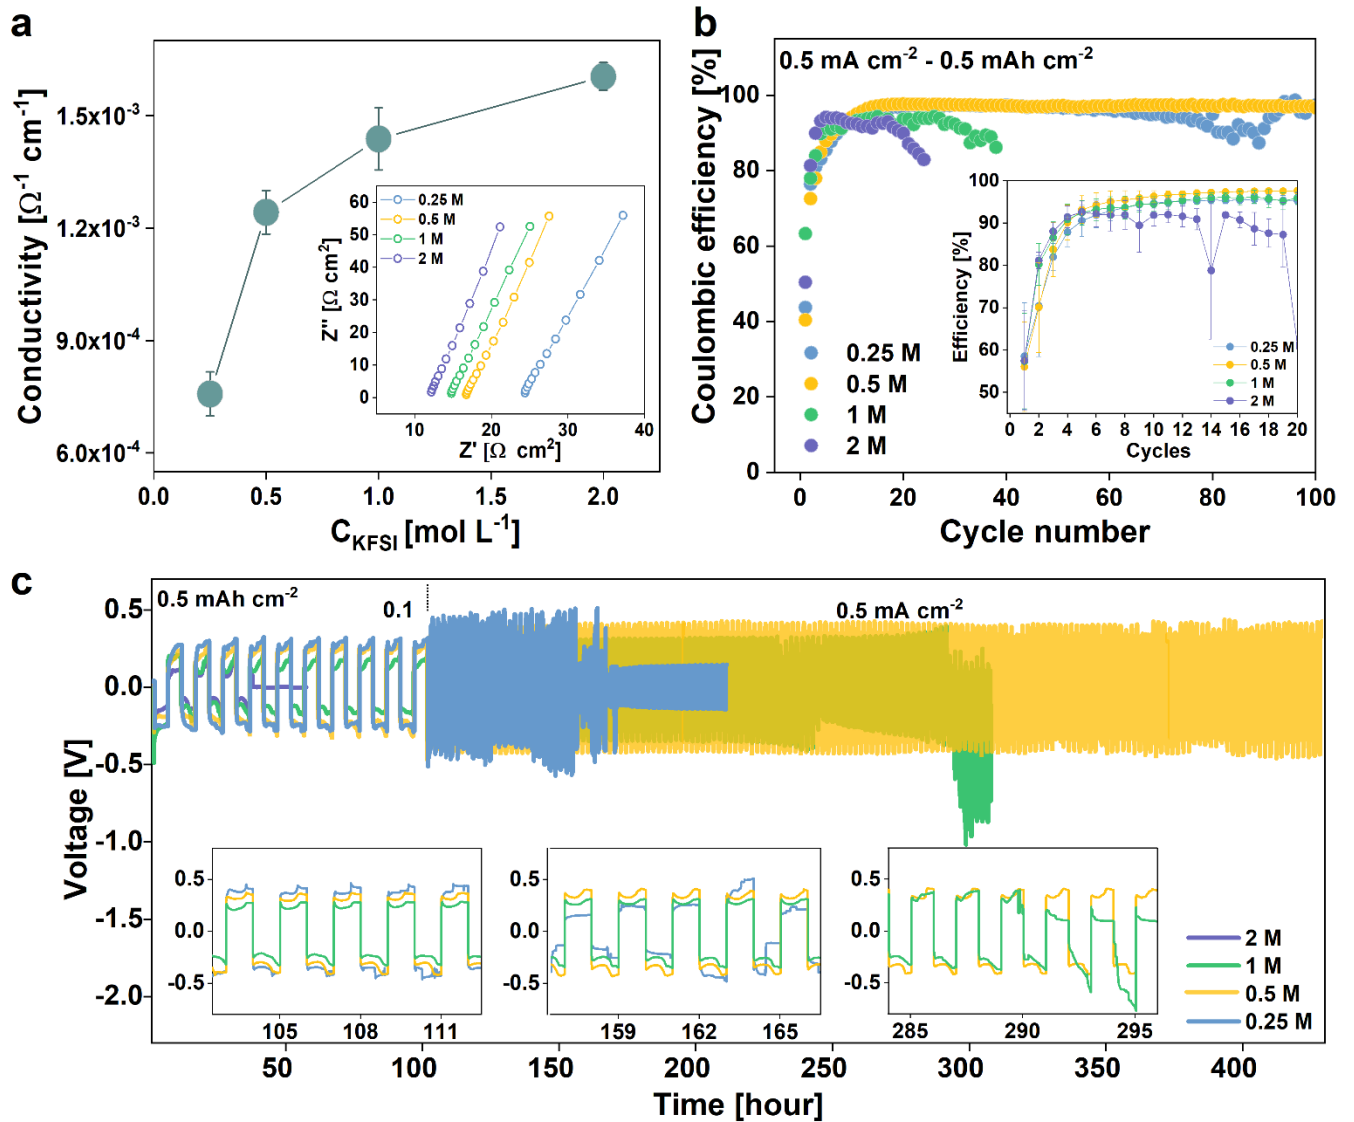 a
Conductivity [Ω⁻¹ cm⁻¹]
1.5x10⁻³
1.2x10⁻³
9.0x10⁻⁴
6.0x10⁻⁴
0.0 0.5 1.0 1.5 2.0
C_KFSI [mol L⁻¹]
0.25 M
0.5 M
1 M
2 M
Z'' [Ω cm²]
60
50
40
30
20
10
0
10 20 30 40
Z' [Ω cm²]
b
0.5 mA cm⁻² - 0.5 mAh cm⁻²
Coulombic efficiency [%]
100
80
60
40
20
0
0 20 40 60 80 100
Cycle number
0.25 M
0.5 M
1 M
2 M
Efficiency [%]
100
90
80
70
60
50
0 2 4 6 8 10 12 14 16 18 20
Cycles
0.25 M
0.5 M
1 M
2 M
c
0.5 mAh cm⁻²
0.1
0.5 mA cm⁻²
Voltage [V]
0.5
0.0
-0.5
-1.0
-1.5
-2.0
50 100 150 200 250 300 350 400
Time [hour]
0.5
0.0
-0.5
105 108 111
0.5
0.0
-0.5
159 162 165
0.5
0.0
-0.5
285 290 295
2 M
1 M
0.5 M
0.25 M